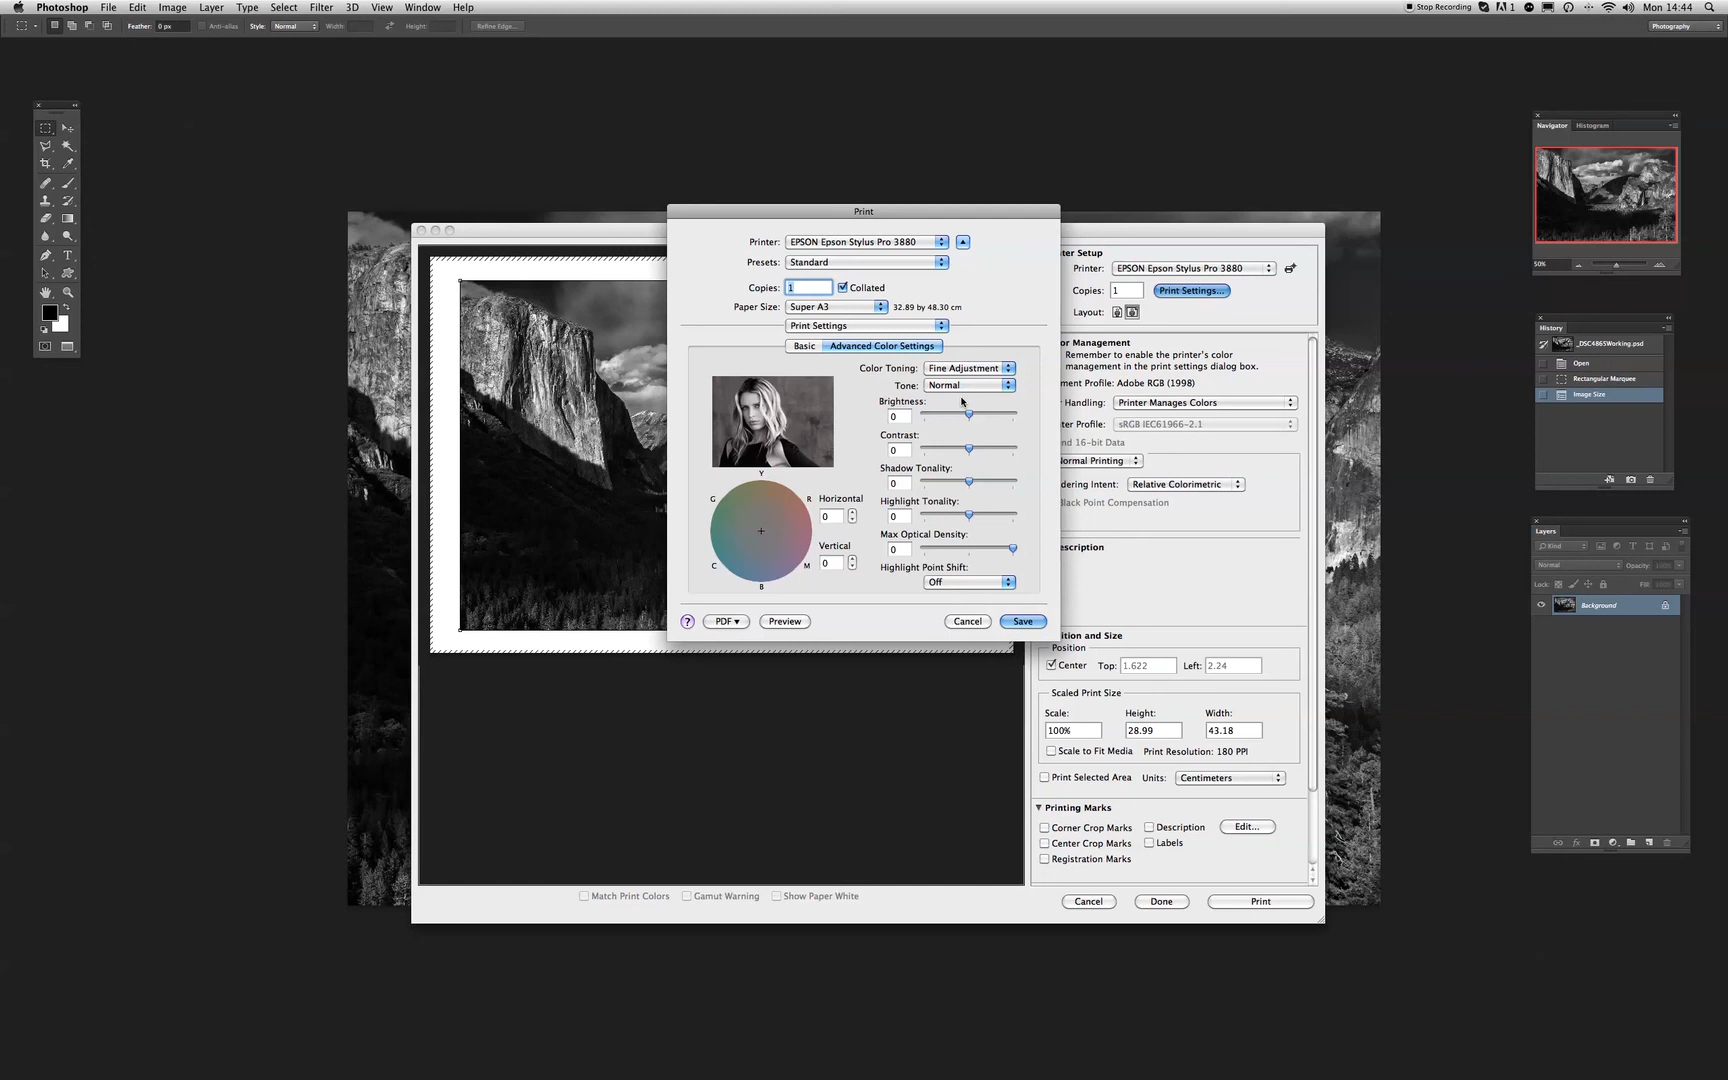 Photoshop File Edit Image Layer Type Select Filter 3D View Window Help Stop Recording 1 Mon 14:44
Feather: 0 px Anti-alias Style: Normal Width: Height: Refine Edge... Photography
Navigator Histogram
50%
History
_DSC4865Working.psd
Open
Rectangular Marquee
Image Size
Layers
Kind
Normal Opacity: 100%
Lock: Fill: 100%
Background
Print
Printer: EPSON Epson Stylus Pro 3880
Presets: Standard
Copies: 1 Collated
Paper Size: Super A3 32.89 by 48.30 cm
Print Settings
Basic Advanced Color Settings
Color Toning: Fine Adjustment
Tone: Normal
Brightness:
0
Contrast:
0
Shadow Tonality:
0
Highlight Tonality:
0
Max Optical Density:
0
Highlight Point Shift:
Off
Y
G R
C M
B
Horizontal
0
Vertical
0
? PDF Preview Cancel Save
ter Setup
Printer: EPSON Epson Stylus Pro 3880
Copies: 1 Print Settings...
Layout:
or Management
Remember to enable the printer's color
management in the print settings dialog box.
ment Profile: Adobe RGB (1998)
Handling: Printer Manages Colors
ter Profile: sRGB IEC61966-2.1
nd 16-bit Data
ormal Printing
dering Intent: Relative Colorimetric
Black Point Compensation
escription
ition and Size
Position
Center Top: 1.622 Left: 2.24
Scaled Print Size
Scale: Height: Width:
100% 28.99 43.18
Scale to Fit Media Print Resolution: 180 PPI
Print Selected Area Units: Centimeters
Printing Marks
Corner Crop Marks Description Edit...
Center Crop Marks Labels
Registration Marks
Match Print Colors Gamut Warning Show Paper White
Cancel Done Print